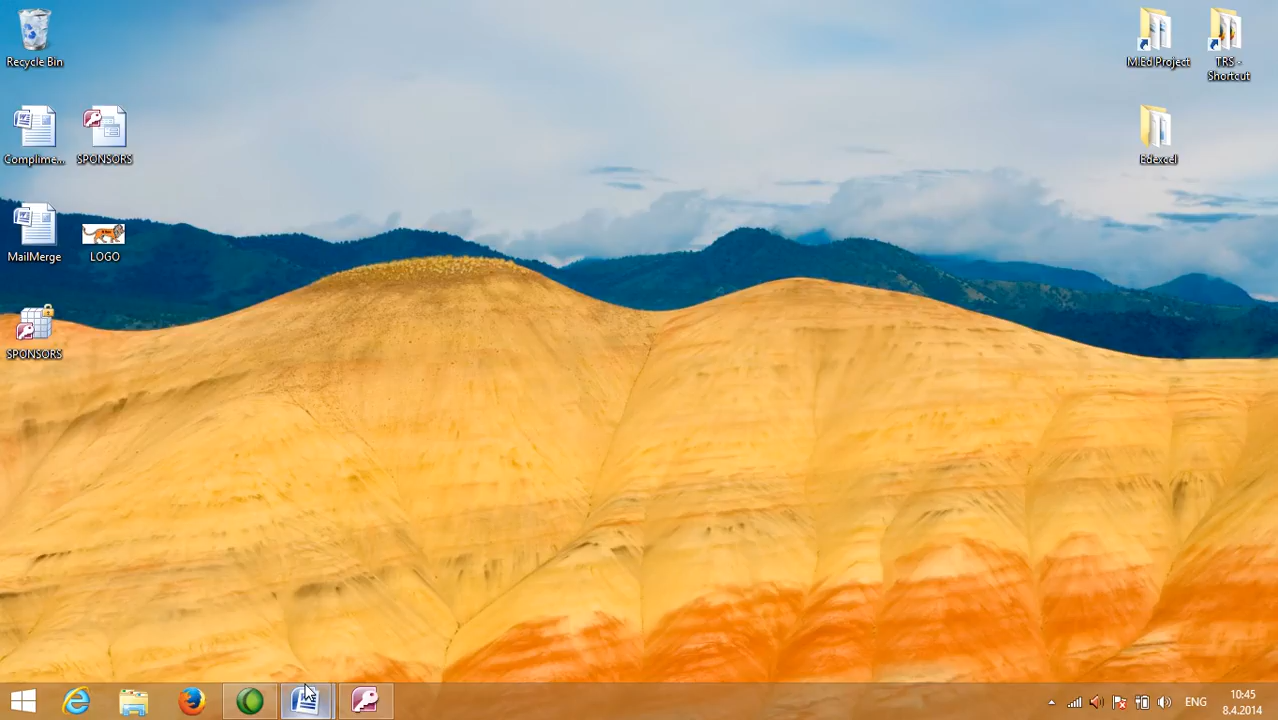 Recycle Bin
M.Ed Project
TRS -
Shortcut
Complime...
SPONSORS
Edexcel
MailMerge
LOGO
SPONSORS
ENG
10:45
8.4.2014